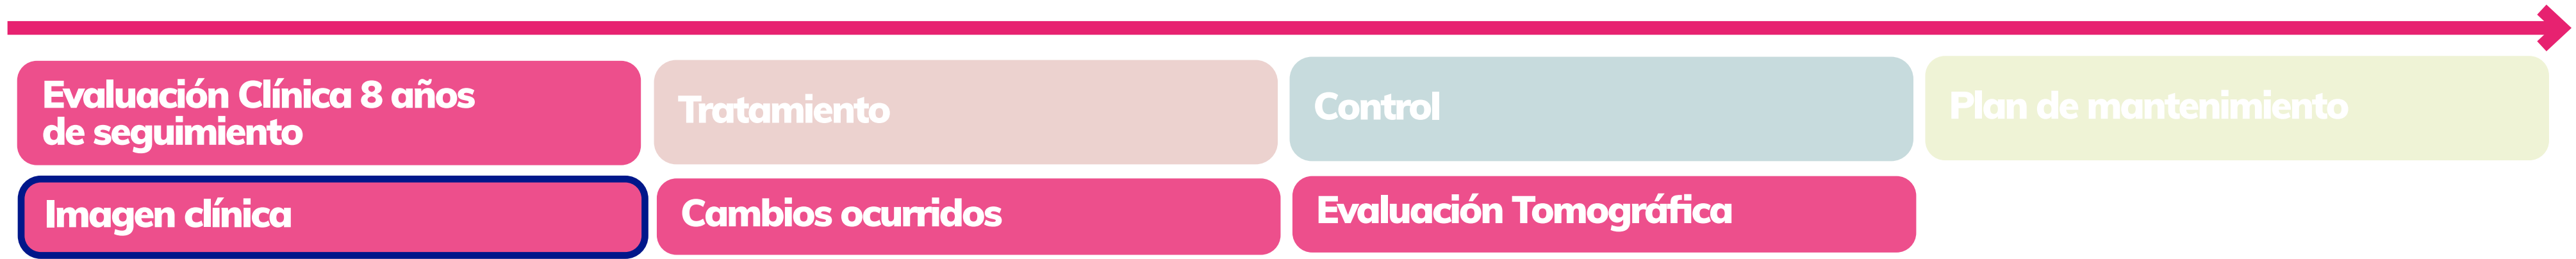 Evaluación Clínica 8 años
de seguimiento
Tratamiento
Control
Plan de mantenimiento
Imagen clínica
Cambios ocurridos
Evaluación Tomográfica